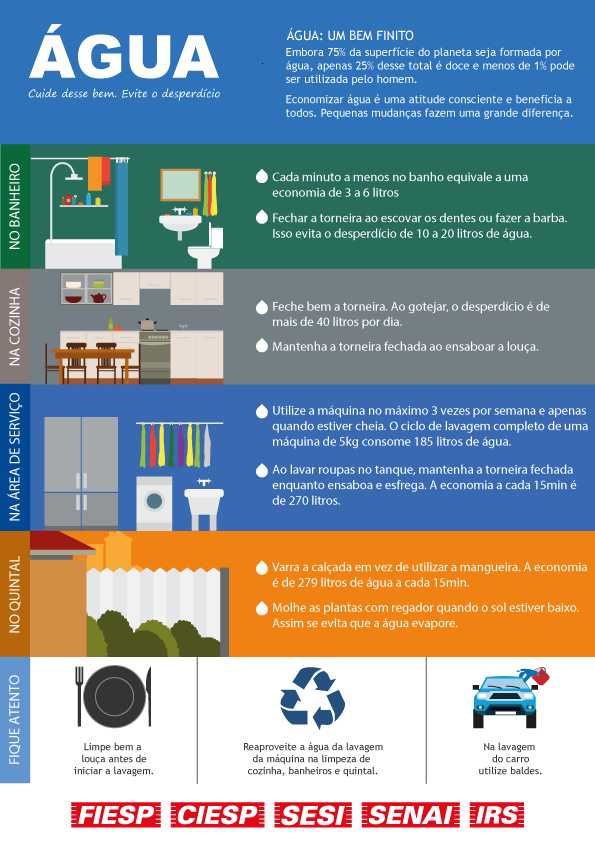 ÁGUA
Cuide desse bem. Evite o desperdício
ÁGUA: UM BEM FINITO
Embora 75% da superfície do planeta seja formada por
água, apenas 25% desse total é doce e menos de 1% pode
ser utilizada pelo homem.
Economizar água é uma atitude consciente e beneficia a
todos. Pequenas mudanças fazem uma grande diferença.
NO BANHEIRO
Cada minuto a menos no banho equivale a uma
economia de 3 a 6 litros
Fechar a torneira ao escovar os dentes ou fazer a barba.
Isso evita o desperdício de 10 a 20 litros de água.
NA COZINHA
Feche bem a torneira. Ao gotejar, o desperdício é de
mais de 40 litros por dia.
Mantenha a torneira fechada ao ensaboar a louça.
NA ÁREA DE SERVIÇO
Utilize a máquina no máximo 3 vezes por semana e apenas
quando estiver cheia. O ciclo de lavagem completo de uma
máquina de 5kg consome 185 litros de água.
Ao lavar roupas no tanque, mantenha a torneira fechada
enquanto ensaboa e esfrega. A economia a cada 15min é
de 270 litros.
NO QUINTAL
Varra a calçada em vez de utilizar a mangueira. A economia
é de 279 litros de água a cada 15min.
Molhe as plantas com regador quando o sol estiver baixo.
Assim se evita que a água evapore.
FIQUE ATENTO
Limpe bem a
louça antes de
iniciar a lavagem.
Reaproveite a água da lavagem
da máquina na limpeza de
cozinha, banheiros e quintal.
Na lavagem
do carro
utilize baldes.
FIESP CIESP SESI SENAI IRS